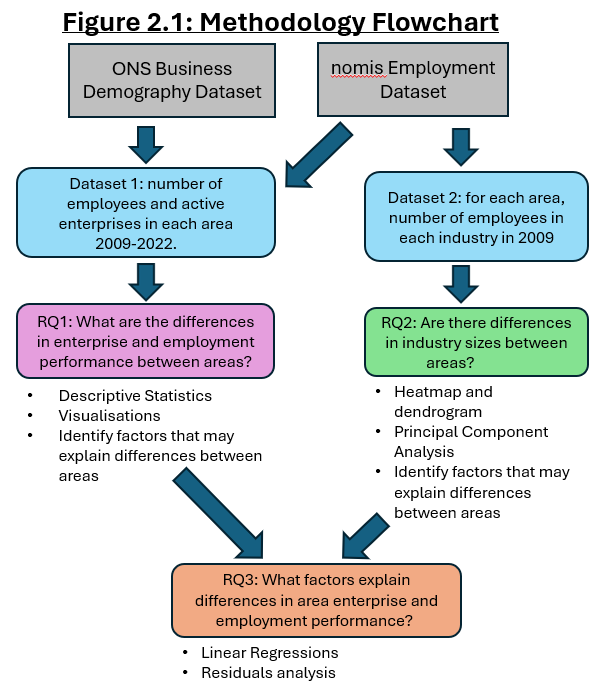 Figure 2.1: Methodology Flowchart
ONS Business
Demography Dataset
nomis Employment
Dataset
Dataset 1: number of
employees and active
enterprises in each area
2009-2022.
Dataset 2: for each area,
number of employees in
each industry in 2009
RQ1: What are the differences
in enterprise and employment
performance between areas?
RQ2: Are there differences
in industry sizes between
areas?
• Descriptive Statistics
• Visualisations
• Identify factors that may
explain differences between
areas
• Heatmap and
dendrogram
• Principal Component
Analysis
• Identify factors that may
explain differences
between areas
RQ3: What factors explain
differences in area enterprise and
employment performance?
• Linear Regressions
• Residuals analysis